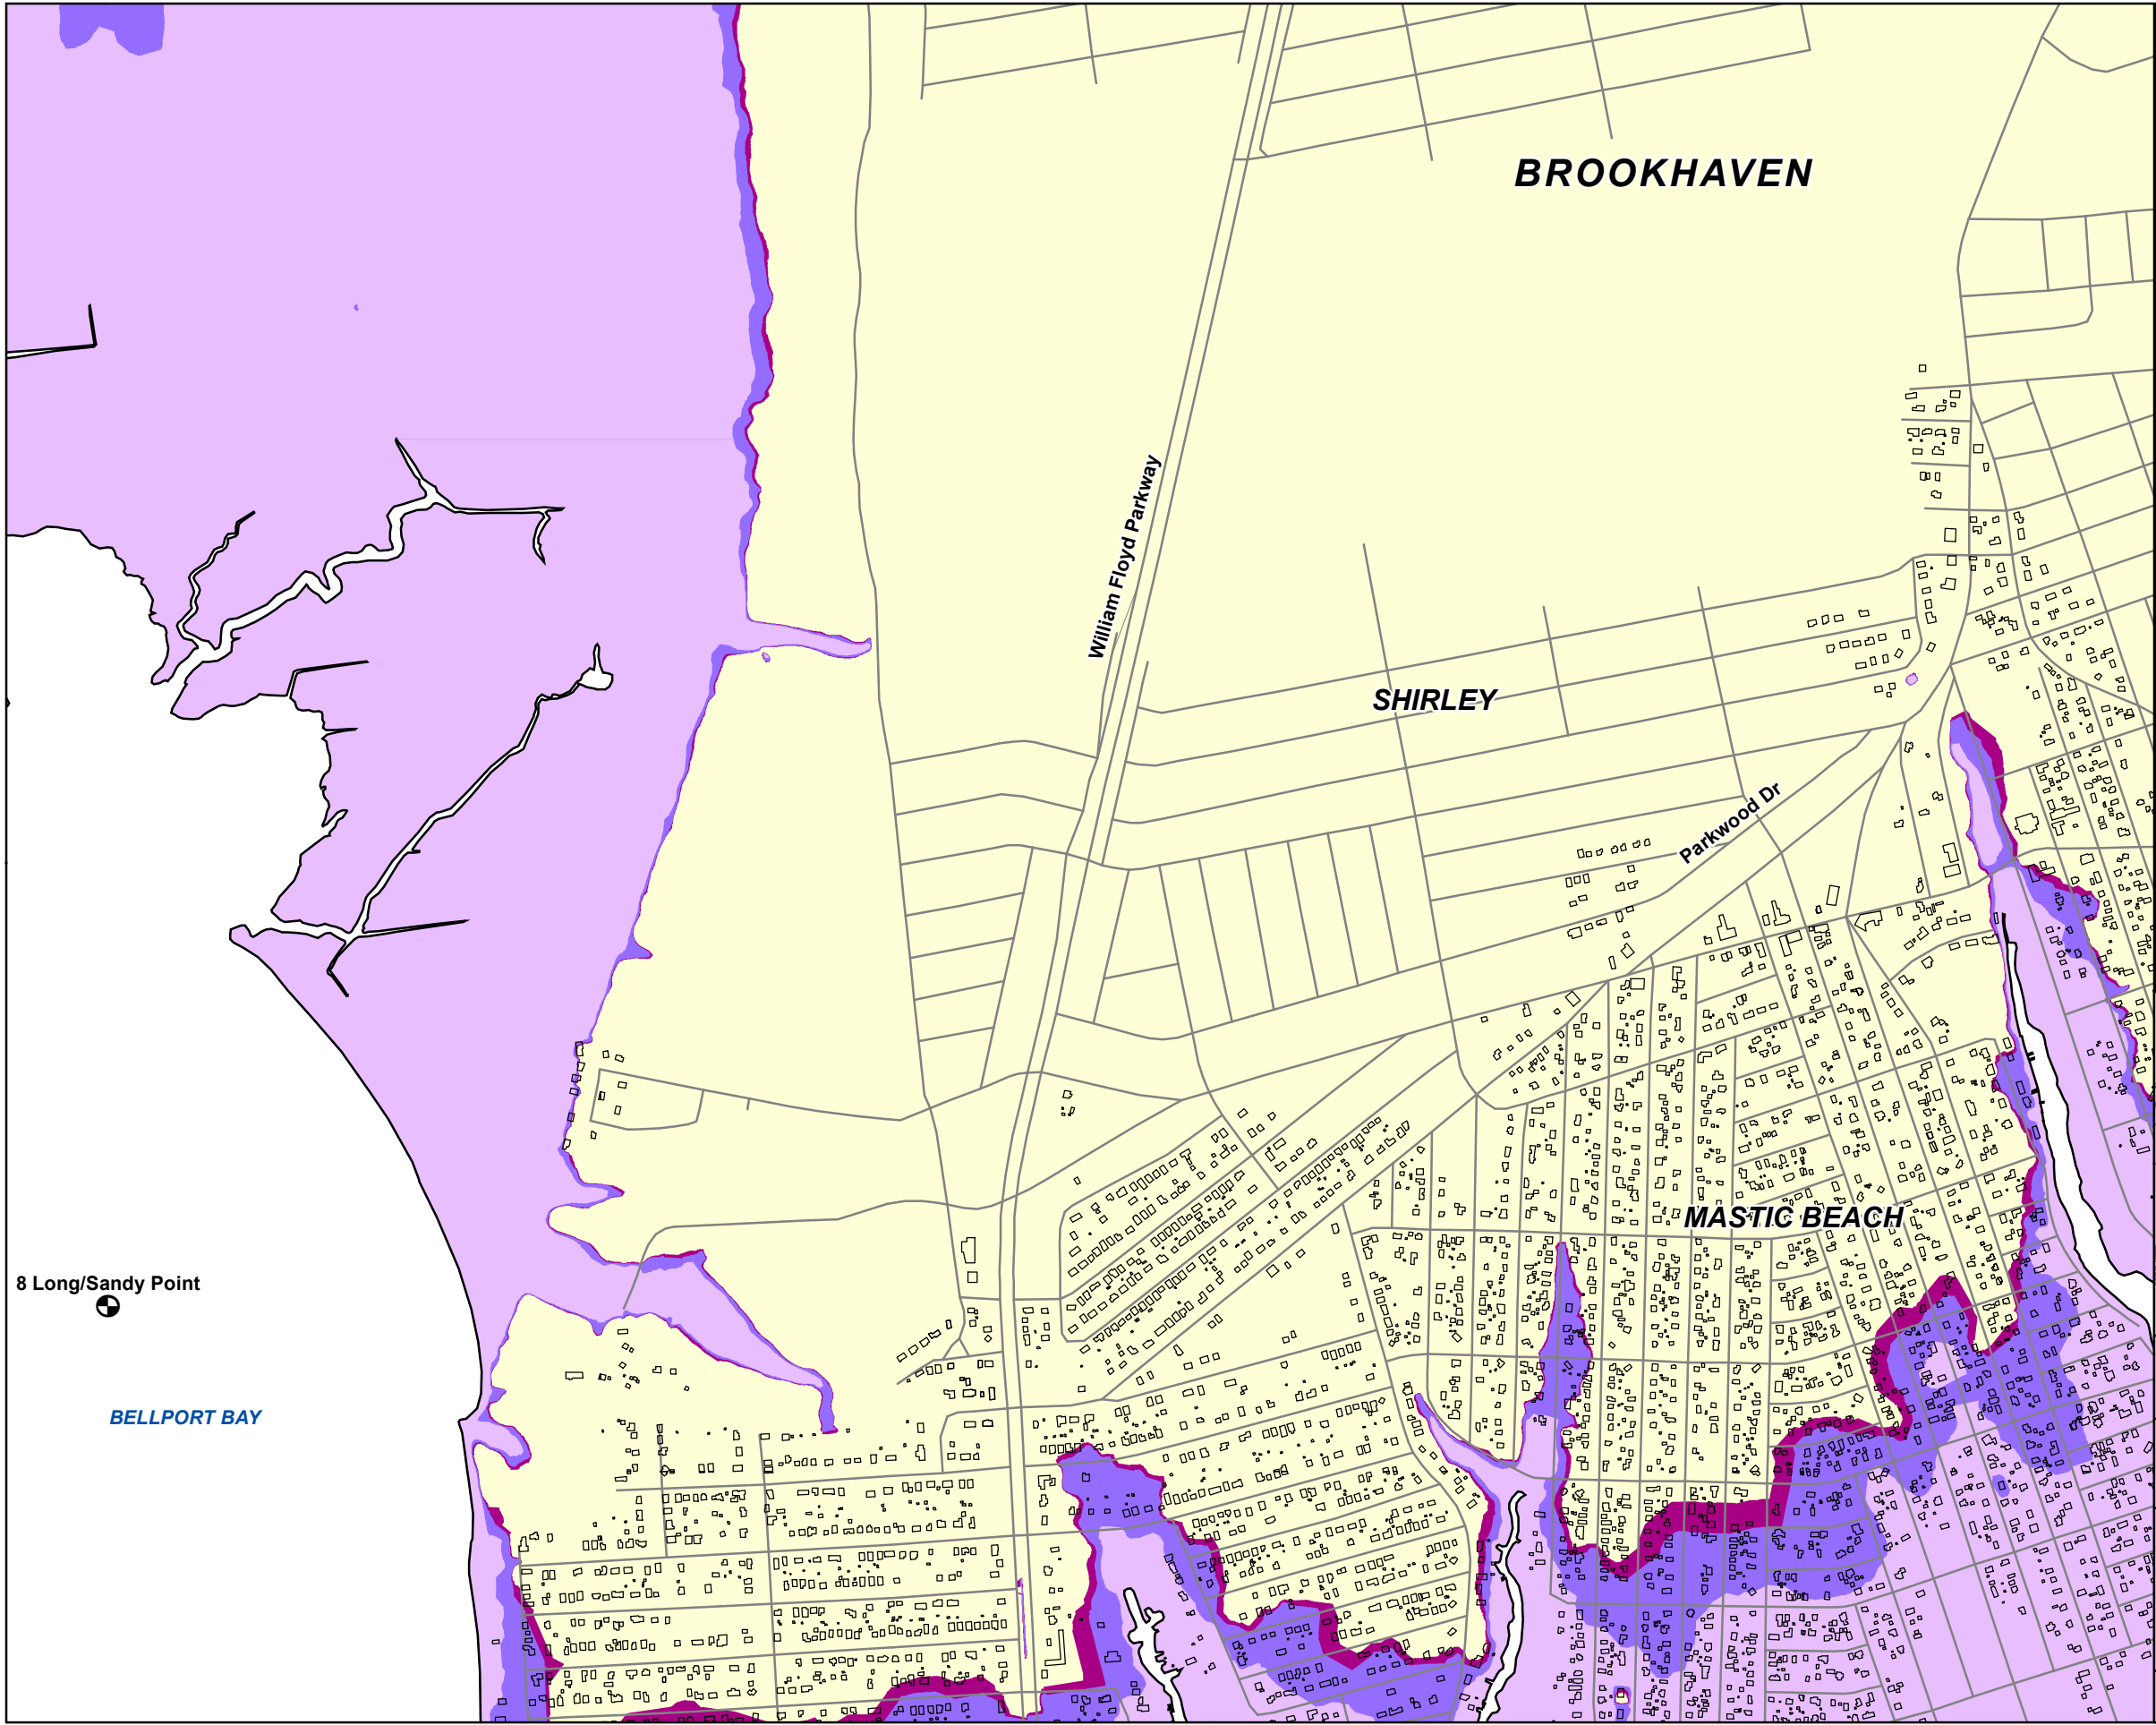 BROOKHAVEN
William Floyd Parkway
SHIRLEY
Parkwood Dr
MASTIC BEACH
8 Long/Sandy Point
BELLPORT BAY